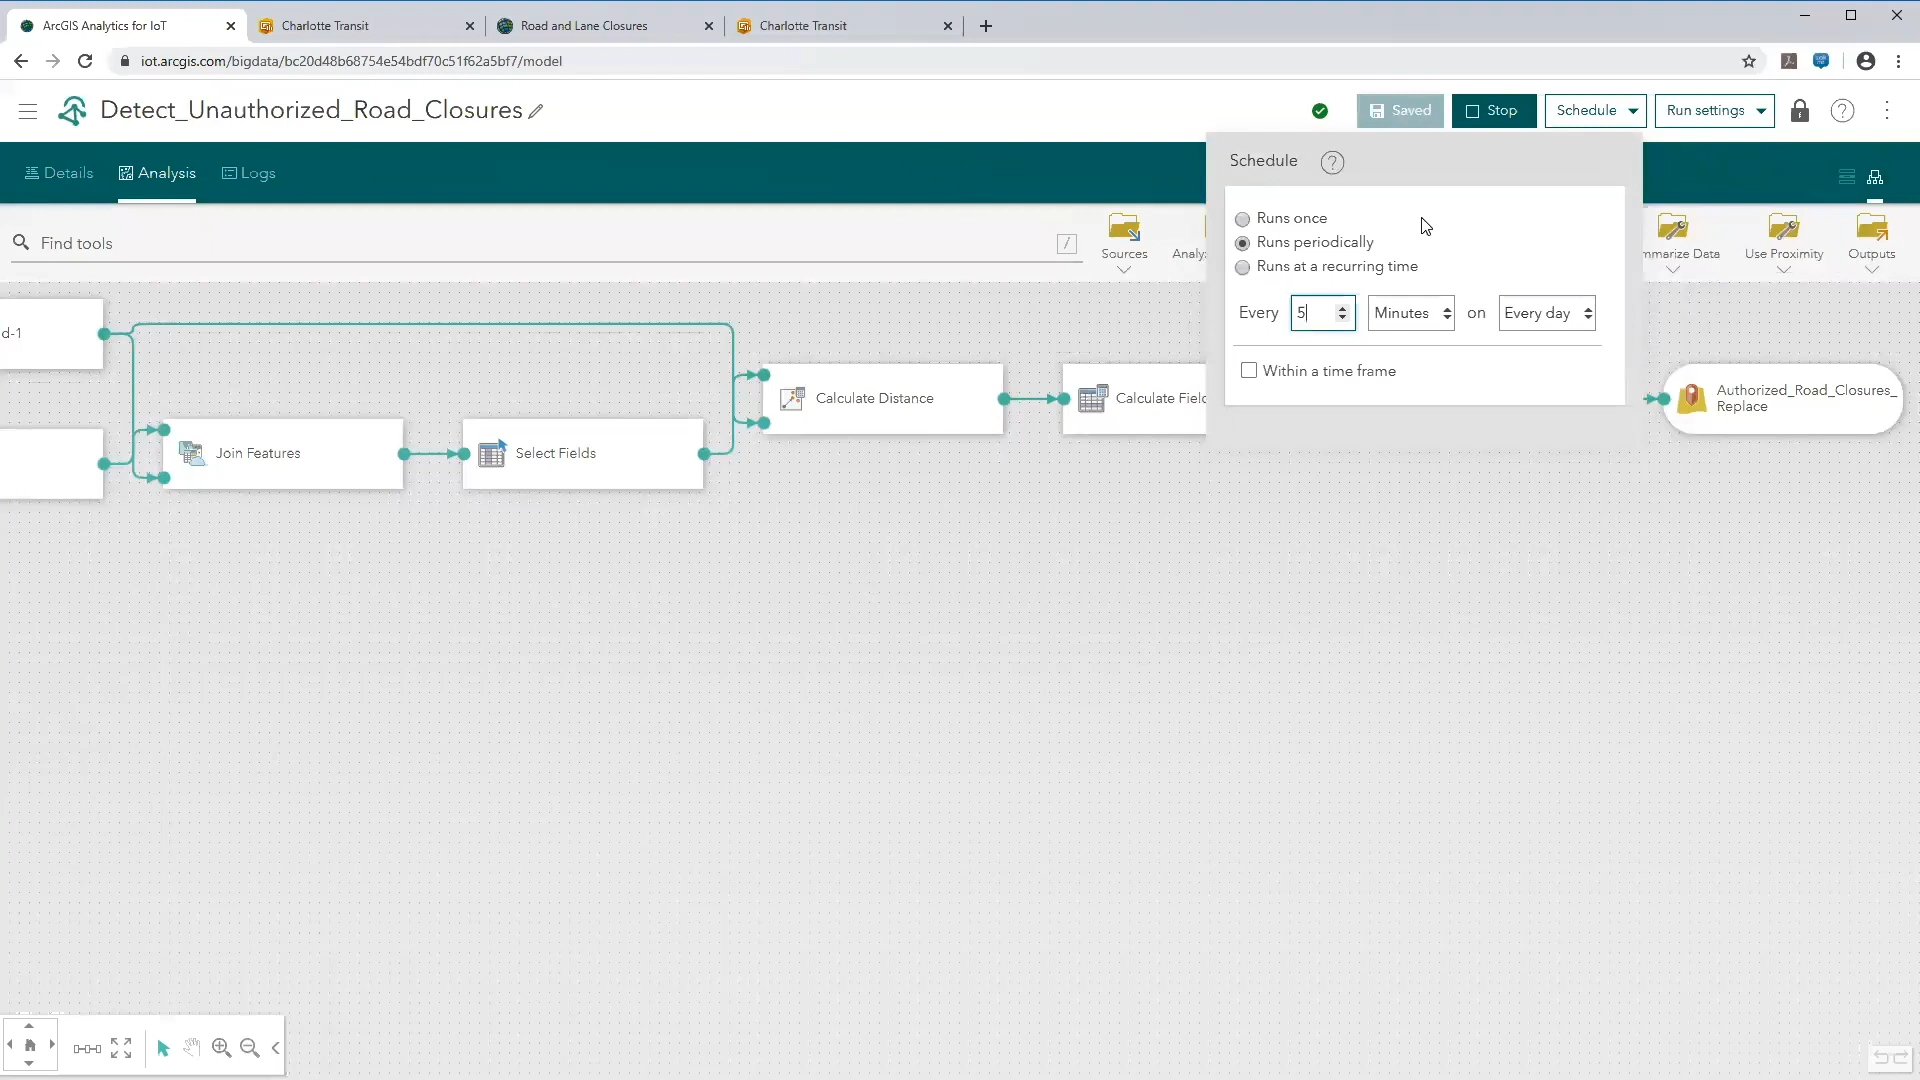 ArcGIS Analytics for IoT
Charlotte Transit
Road and Lane Closures
Charlotte Transit
iot.arcgis.com/bigdata/bc20d48b68754e54bdf70c51f62a5bf7/model
Detect_Unauthorized_Road_Closures
Saved
Stop
Schedule
Run settings
Details
Analysis
Logs
Schedule
?
Runs once
Runs periodically
Runs at a recurring time
Every 5 Minutes on Every day
Within a time frame
Find tools
/
Sources
Analy
mmarize Data
Use Proximity
Outputs
d-1
Join Features
Select Fields
Calculate Distance
Calculate Fielc
Authorized_Road_Closures_
Replace